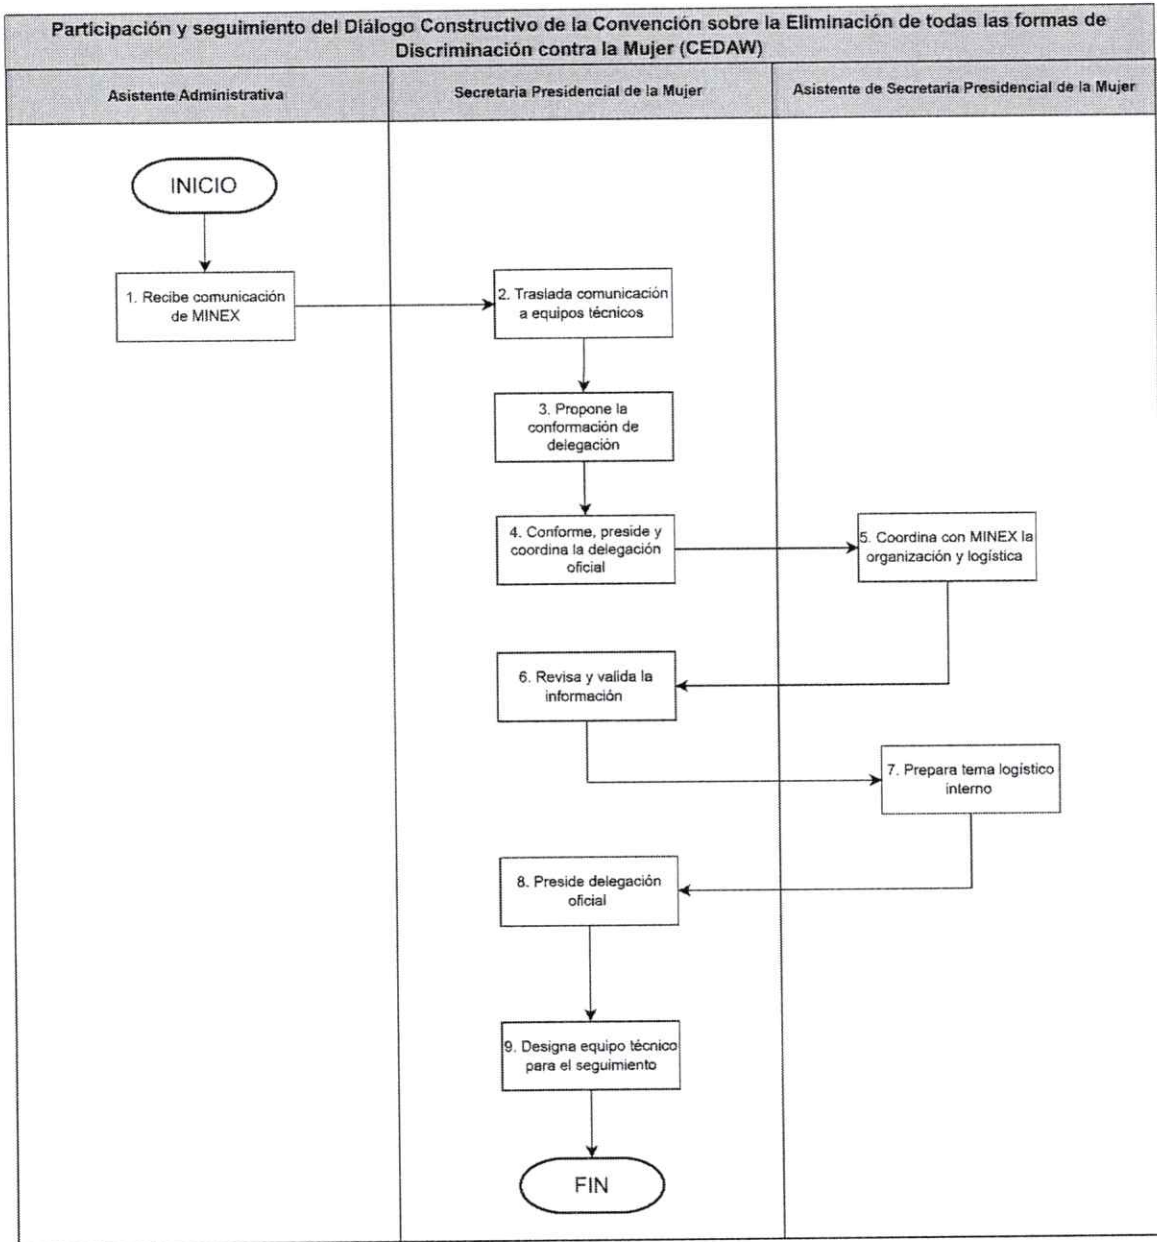 Participación y seguimiento del Diálogo Constructivo de la Convención sobre la Eliminación de todas las formas de
Discriminación contra la Mujer (CEDAW)
Asistente Administrativa
Secretaria Presidencial de la Mujer
Asistente de Secretaria Presidencial de la Mujer
INICIO
1. Recibe comunicación
de MINEX
2. Traslada comunicación
a equipos técnicos
3. Propone la
conformación de
delegación
4. Conforme, preside y
coordina la delegación
oficial
5. Coordina con MINEX la
organización y logística
6. Revisa y valida la
información
7. Prepara tema logístico
interno
8. Preside delegación
oficial
9. Designa equipo técnico
para el seguimiento
FIN